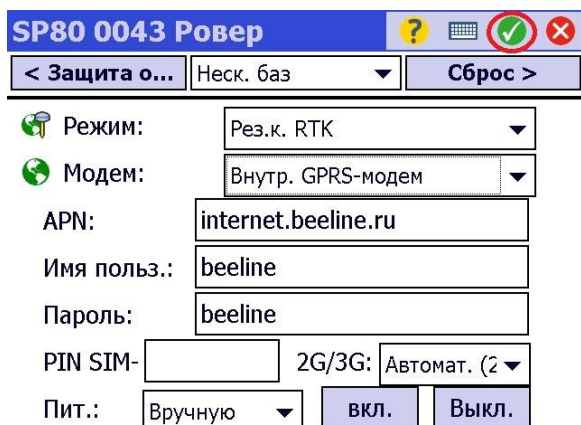 SP80 0043 Ровер ?
< Защита о... Неск. баз Сброс >
Режим: Рез.к. RTK
Модем: Внутр. GPRS-модем
APN: internet.beeline.ru
Имя польз.: beeline
Пароль: beeline
PIN SIM- 2G/3G: Автомат. (2
Пит.: Вручную вкл. Выкл.